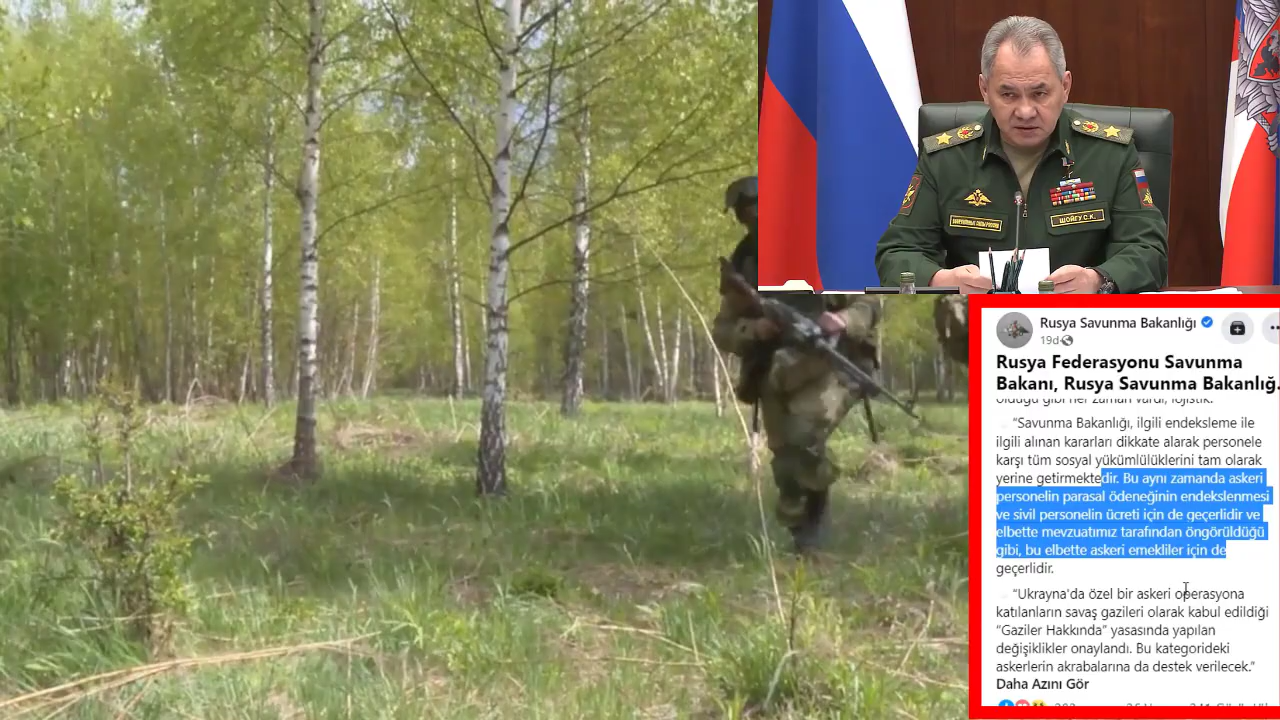 ШОЙГУ С.К.
Rusya Savunma Bakanlığı
19d
Rusya Federasyonu Savunma
Bakanı, Rusya Savunma Bakanlığ...
olduğu gibi her zaman vardı, lojistik.
“Savunma Bakanlığı, ilgili endeksleme ile
ilgili alınan kararları dikkate alarak personele
karşı tüm sosyal yükümlülüklerini tam olarak
yerine getirmektedir. Bu aynı zamanda askeri
personelin parasal ödeneğinin endekslenmesi
ve sivil personelin ücreti için de geçerlidir ve
elbette mevzuatımız tarafından öngörüldüğü
gibi, bu elbette askeri emekliler için de
geçerlidir.
“Ukrayna'da özel bir askeri operasyona
katılanların savaş gazileri olarak kabul edildiği
“Gaziler Hakkında” yasasında yapılan
değişiklikler onaylandı. Bu kategorideki
askerlerin akrabalarına da destek verilecek.”
Daha Azını Gör